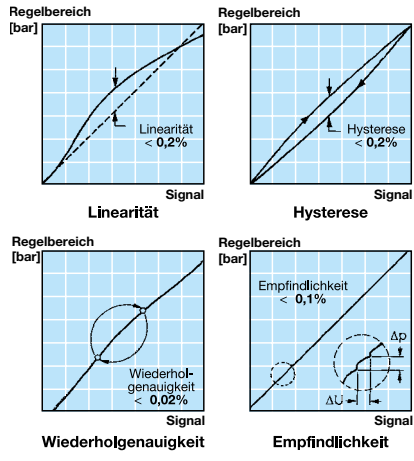 Regelbereich
[bar]
Linearität
< 0,2%
Signal
Linearität
Regelbereich
[bar]
Hysterese
< 0,2%
Signal
Hysterese
Regelbereich
[bar]
Wiederhol-
genauigkeit
< 0,02%
Signal
Wiederholgenauigkeit
Regelbereich
[bar]
Empfindlichkeit
< 0,1%
Δp
ΔU
Signal
Empfindlichkeit